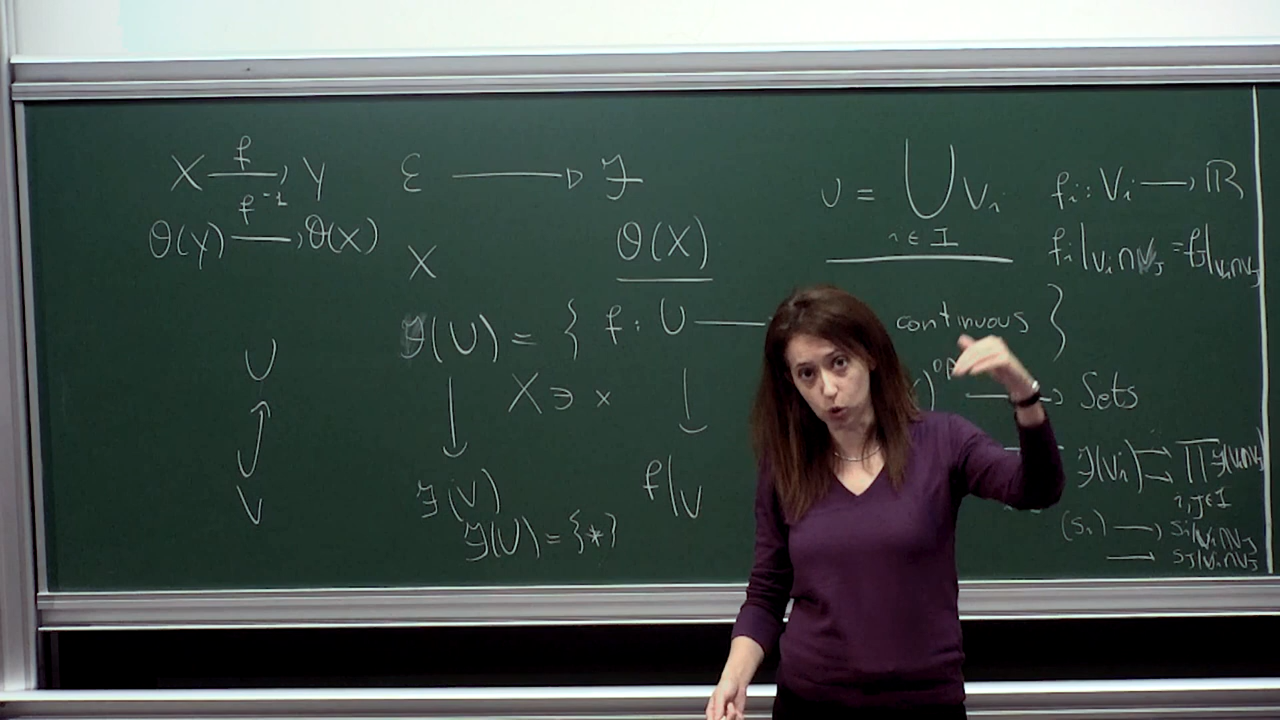 X —f→ Y
f⁻¹
O(Y) ⟶ O(X)
U
V
ℰ ⟶ ℱ
X
O(X)
ℱ(U) = { f : U ⟶ continuous }
X ∋ x
ℱ(V)
f|V
ℱ(U) = {*}
U = ⋃ Vᵢ
i ∈ I
fᵢ : Vᵢ ⟶ ℝ
fᵢ|Vᵢ∩Vⱼ = fⱼ|Vᵢ∩Vⱼ
)ᵒᵖ ⟶ Sets
ℱ(Vᵢ) ⇉ ∏ ℱ(Vᵢ∩Vⱼ)
i, j ∈ I
(sᵢ) ⟶ sᵢ|Vᵢ∩Vⱼ
⟶ sⱼ|Vᵢ∩Vⱼ